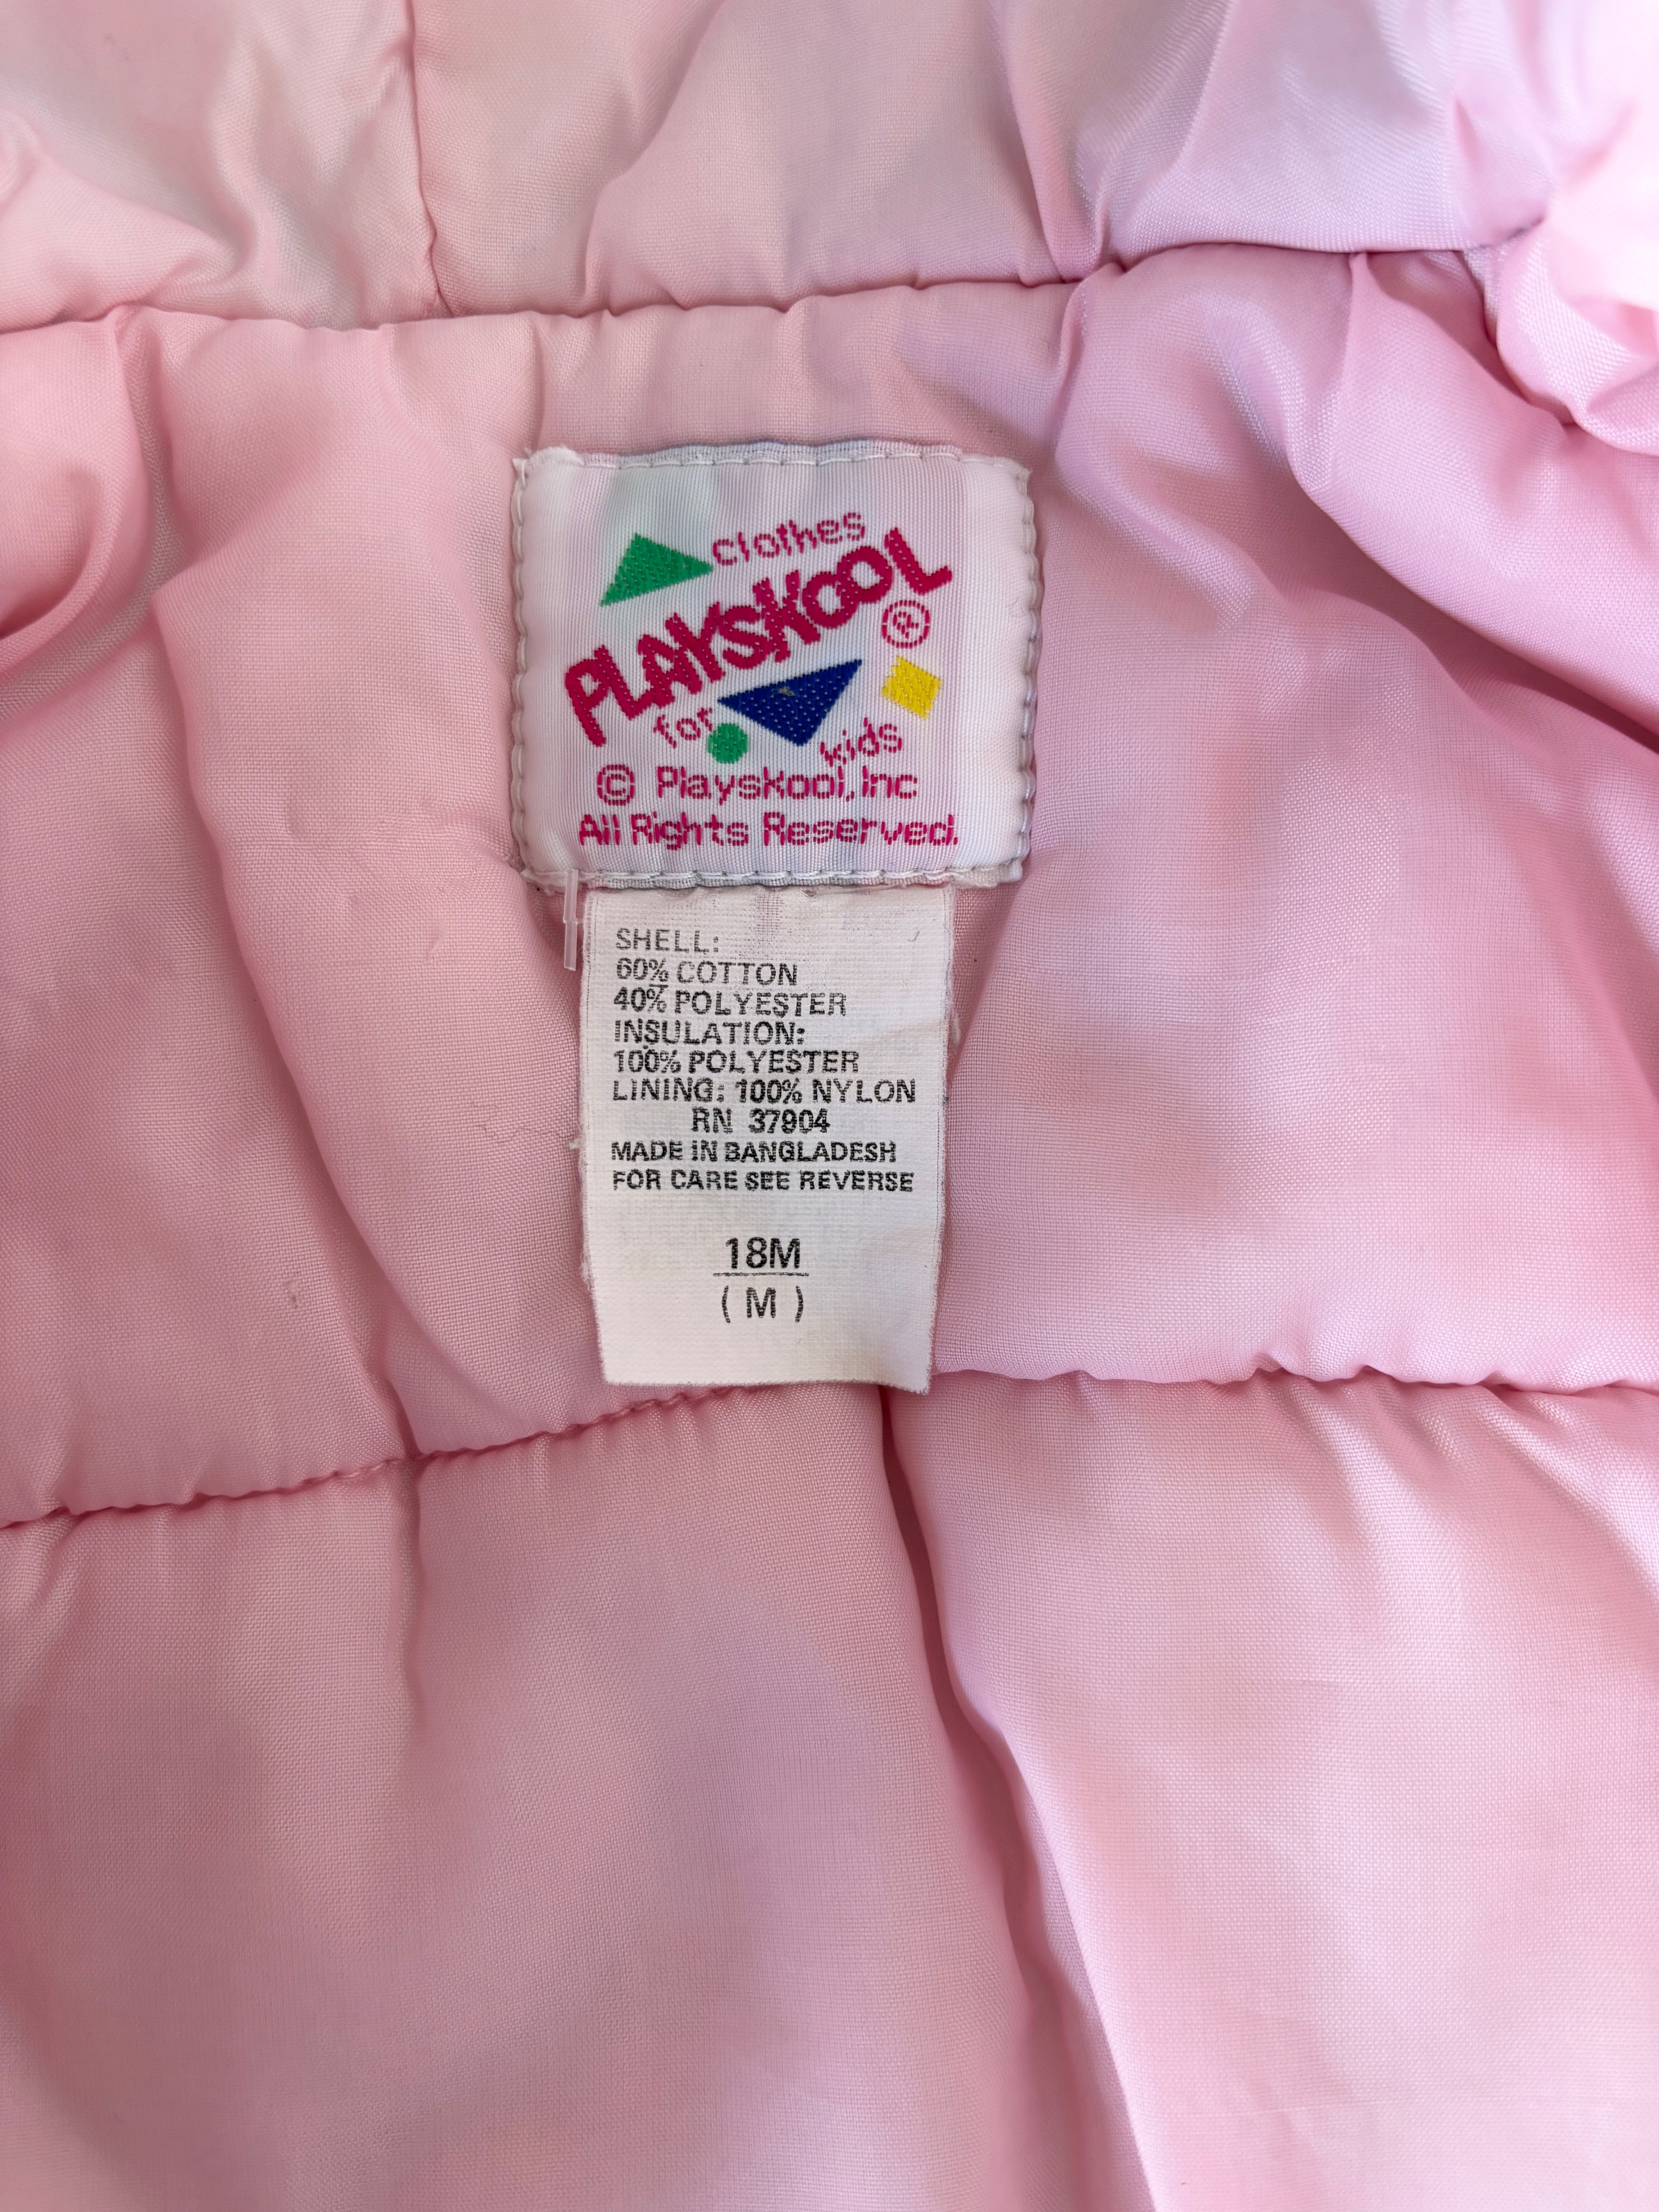 clothes
PLAYSKOOL ®
for kids
© Playskool, Inc
All Rights Reserved.
SHELL:
60% COTTON
40% POLYESTER
INSULATION:
100% POLYESTER
LINING: 100% NYLON
RN 37904
MADE IN BANGLADESH
FOR CARE SEE REVERSE
18M
( M )